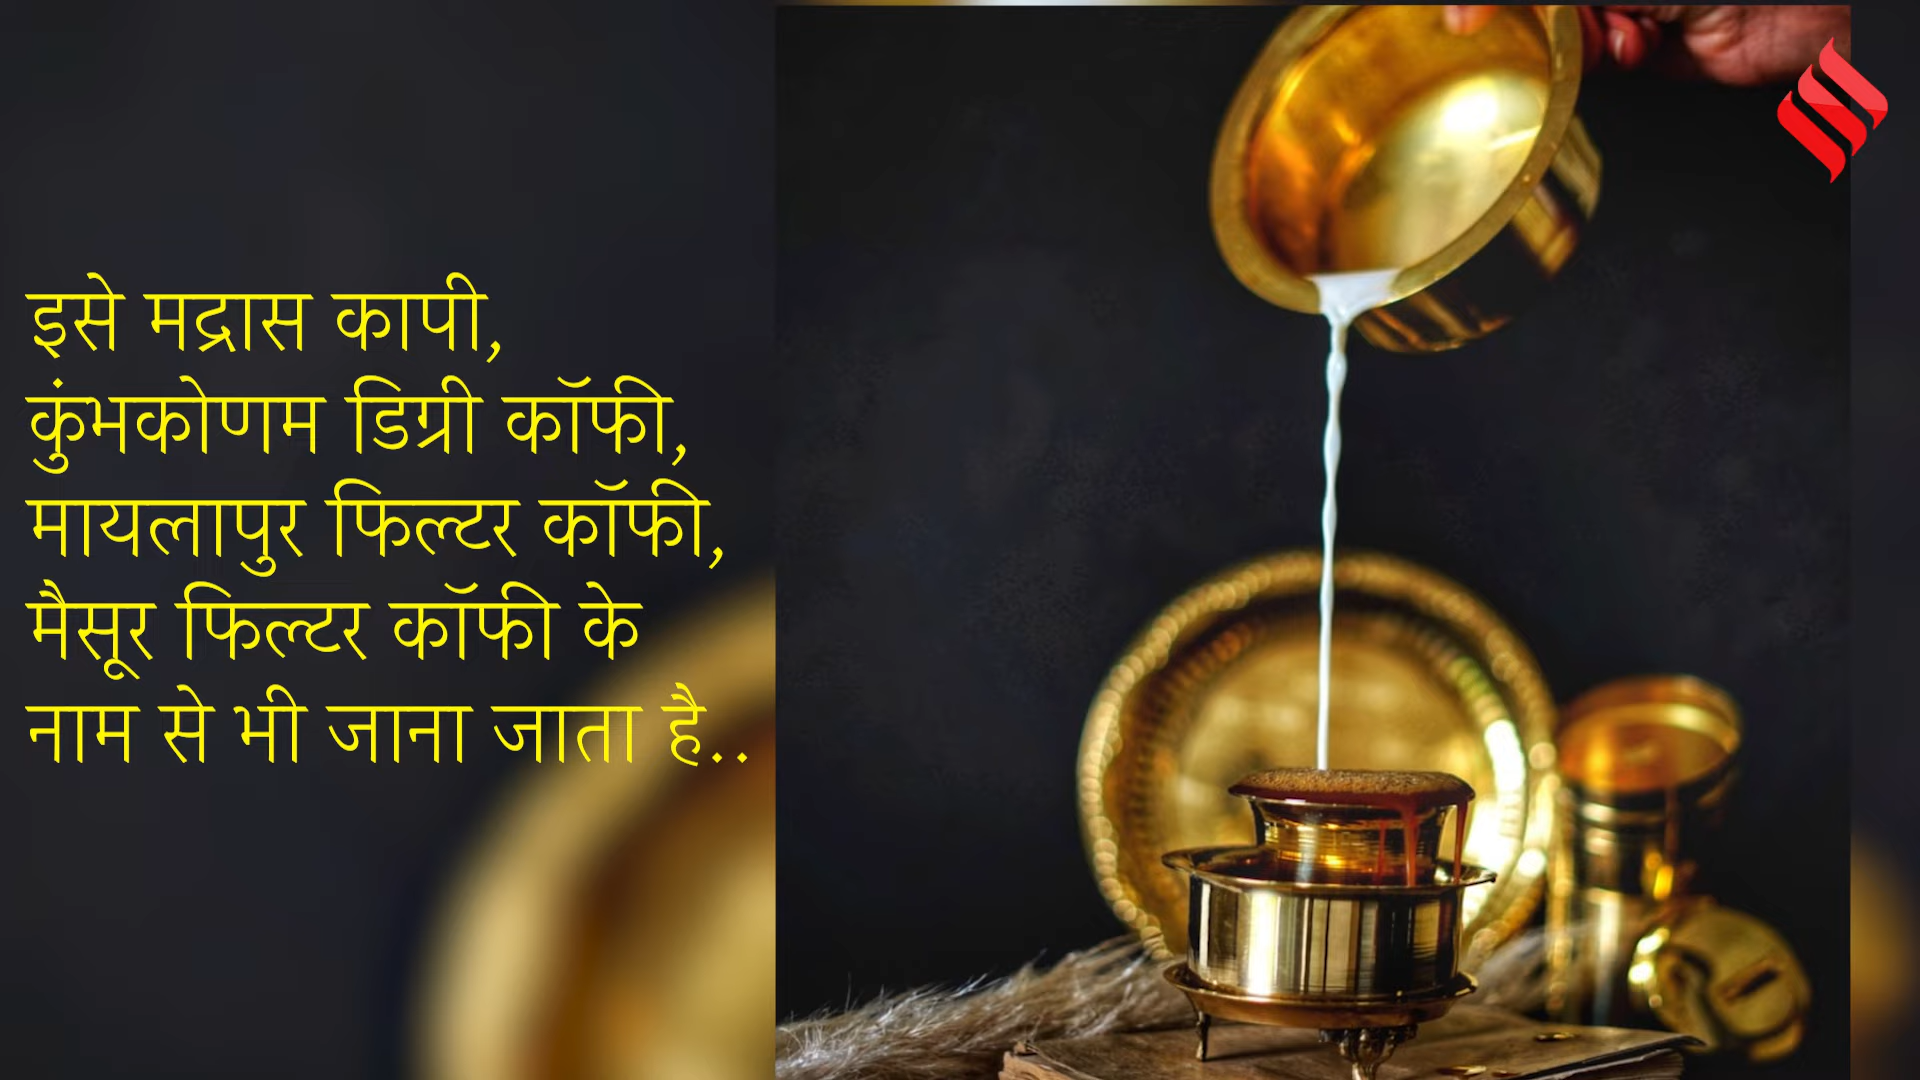 इसे मद्रास कापी,
कुंभकोणम डिग्री कॉफी,
मायलापुर फिल्टर कॉफी,
मैसूर फिल्टर कॉफी के
नाम से भी जाना जाता है..